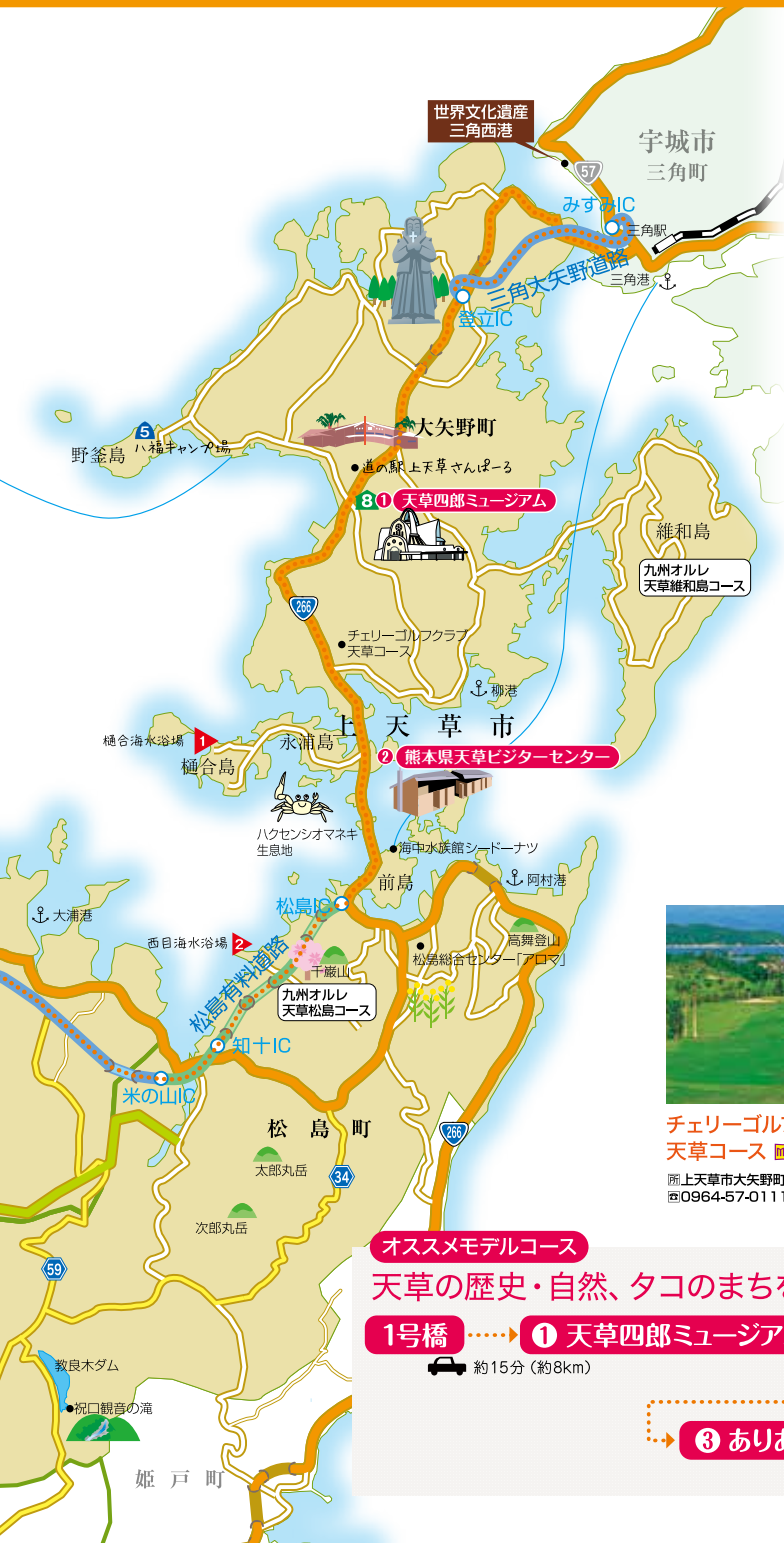 世界文化遺産
三角西港
宇城市
三角町
57
みすみIC
三角駅
三角港
三角大矢野道路
登立IC
大矢野町
5
野釜島
八福キャンプ場
道の駅 上天草さんぱーる
8 1 天草四郎ミュージアム
維和島
九州オルレ
天草維和島コース
266
チェリーゴルフクラブ
天草コース
柳港
上天草市
樋合海水浴場
1
永浦島
樋合島
2 熊本県天草ビジターセンター
ハクセンシオマネキ
生息地
海中水族館シードーナツ
前島
阿村港
松島IC
大浦港
西目海水浴場
2
高舞登山
松島総合センター「アロマ」
千巌山
松島有料道路
九州オルレ
天草松島コース
知十IC
米の山IC
松島町
266
チェリーゴルフ
天草コース
所上天草市大矢野町
☎0964-57-0111
太郎丸岳
34
次郎丸岳
59
オススメモデルコース
天草の歴史・自然、タコのまちを
1号橋
1 天草四郎ミュージア
約15分（約8km）
教良木ダム
祝口観音の滝
3 ありあ
姫戸町